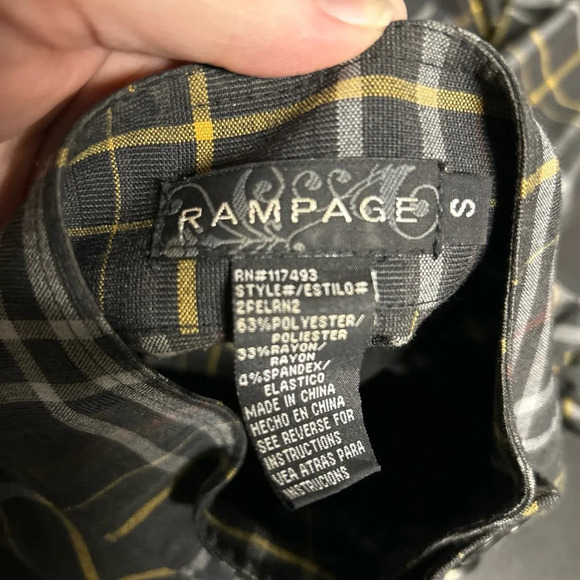 RAMPAGE
S
RN#117493
STYLE#/ESTILO#
2FELRN2
63%POLYESTER/
POLIESTER
33%RAYON/
RAYON
4%SPANDEX/
ELASTICO
MADE IN CHINA
HECHO EN CHINA
SEE REVERSE FOR
INSTRUCTIONS
VEA ATRAS PARA
INSTRUCIONS